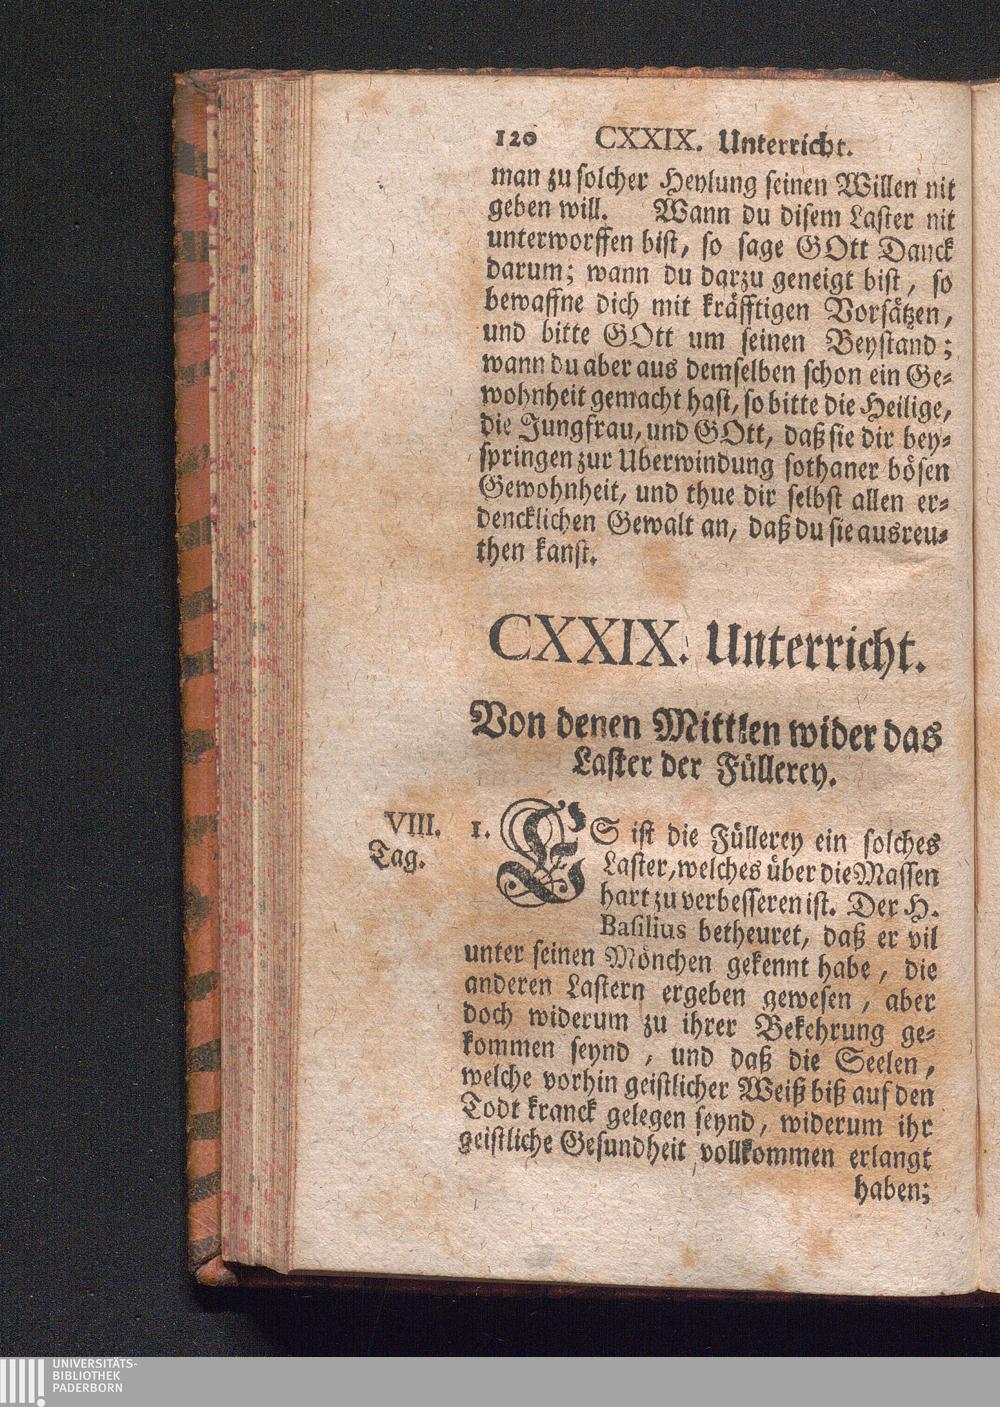 120 CXXIX. Unterricht.
man zu solcher Heylung seinen Willen nit
geben will. Wann du disem Laster nit
unterworffen bist, so sage GOtt Danck
darum; wann du darzu geneigt bist, so
bewaffne dich mit kräfftigen Vorsätzen,
und bitte GOtt um seinen Beystand;
wann du aber aus demselben schon ein Ge-
wohnheit gemacht hast, so bitte die Heilige,
die Jungfrau, und GOtt, daß sie dir bey-
springen zur Uberwindung sothaner bösen
Gewohnheit, und thue dir selbst allen er-
dencklichen Gewalt an, daß du sie ausreu-
then kanst.
CXXIX. Unterricht.
Von denen Mittlen wider das
Laster der Füllerey.
VIII.
Tag.
1. ES ist die Füllerey ein solches
Laster, welches über die Massen
hart zu verbesseren ist. Der H.
Basilius betheuret, daß er vil
unter seinen Mönchen gekennt habe, die
anderen Lastern ergeben gewesen, aber
doch widerum zu ihrer Bekehrung ge-
kommen seynd, und daß die Seelen,
welche vorhin geistlicher Weiß biß auf den
Todt kranck gelegen seynd, widerum ihr
geistliche Gesundheit vollkommen erlangt
haben;
UNIVERSITÄTS-
BIBLIOTHEK
PADERBORN